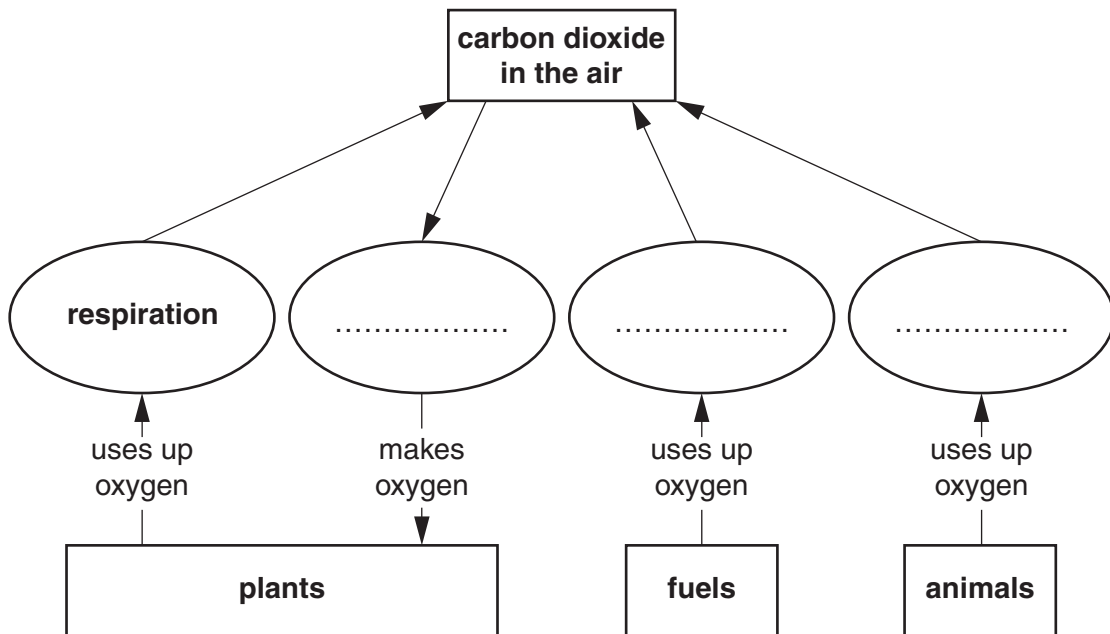 carbon dioxide
in the air
respiration
..................
..................
..................
uses up
oxygen
makes
oxygen
uses up
oxygen
uses up
oxygen
plants
fuels
animals